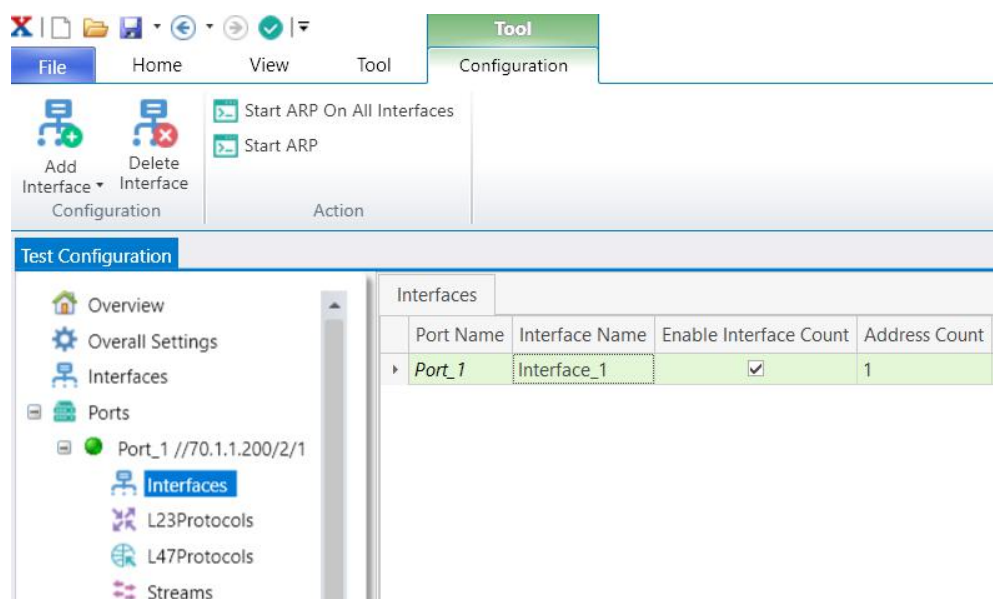 X
Tool
File Home View Tool Configuration
Start ARP On All Interfaces
Start ARP
Add Interface
Delete Interface
Configuration Action
Test Configuration
Overview
Overall Settings
Interfaces
Ports
Port_1 //70.1.1.200/2/1
Interfaces
L23Protocols
L47Protocols
Streams
Interfaces
Port Name Interface Name Enable Interface Count Address Count
Port_1 Interface_1 1